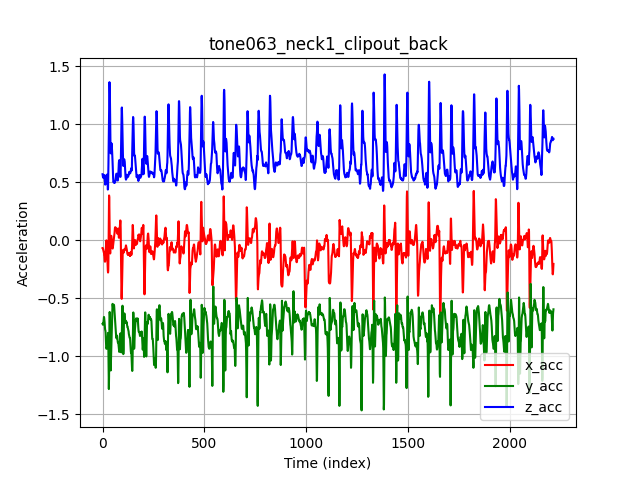 tone063_neck1_clipout_back
1.5
1.0
0.5
0.0
−0.5
−1.0
−1.5
Acceleration
0
500
1000
1500
2000
Time (index)
x_acc
y_acc
z_acc